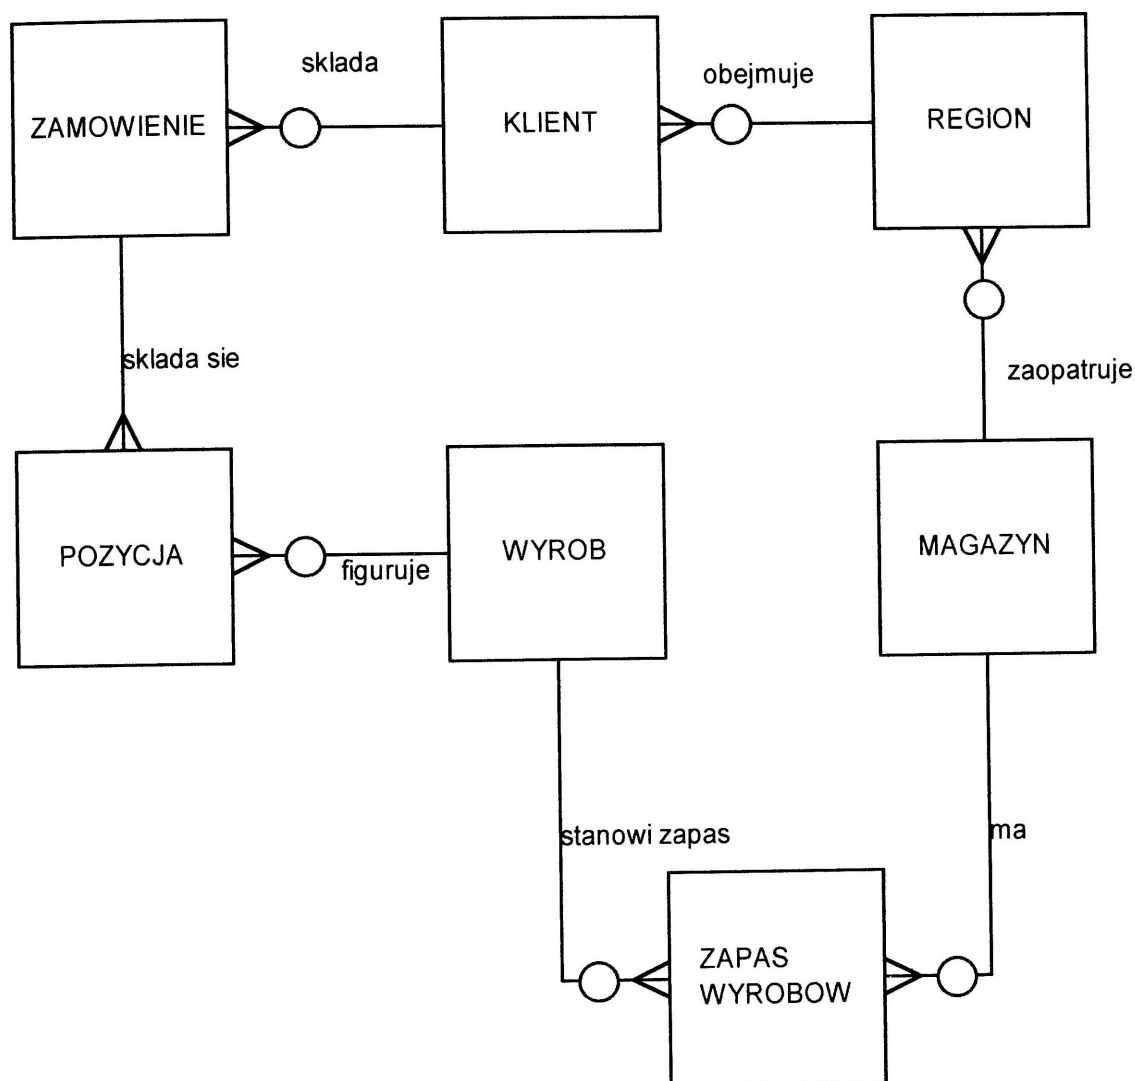 sklada
obejmuje
ZAMOWIENIE
KLIENT
REGION
sklada sie
zaopatruje
POZYCJA
figuruje
WYROB
MAGAZYN
stanowi zapas
ma
ZAPAS
WYROBOW